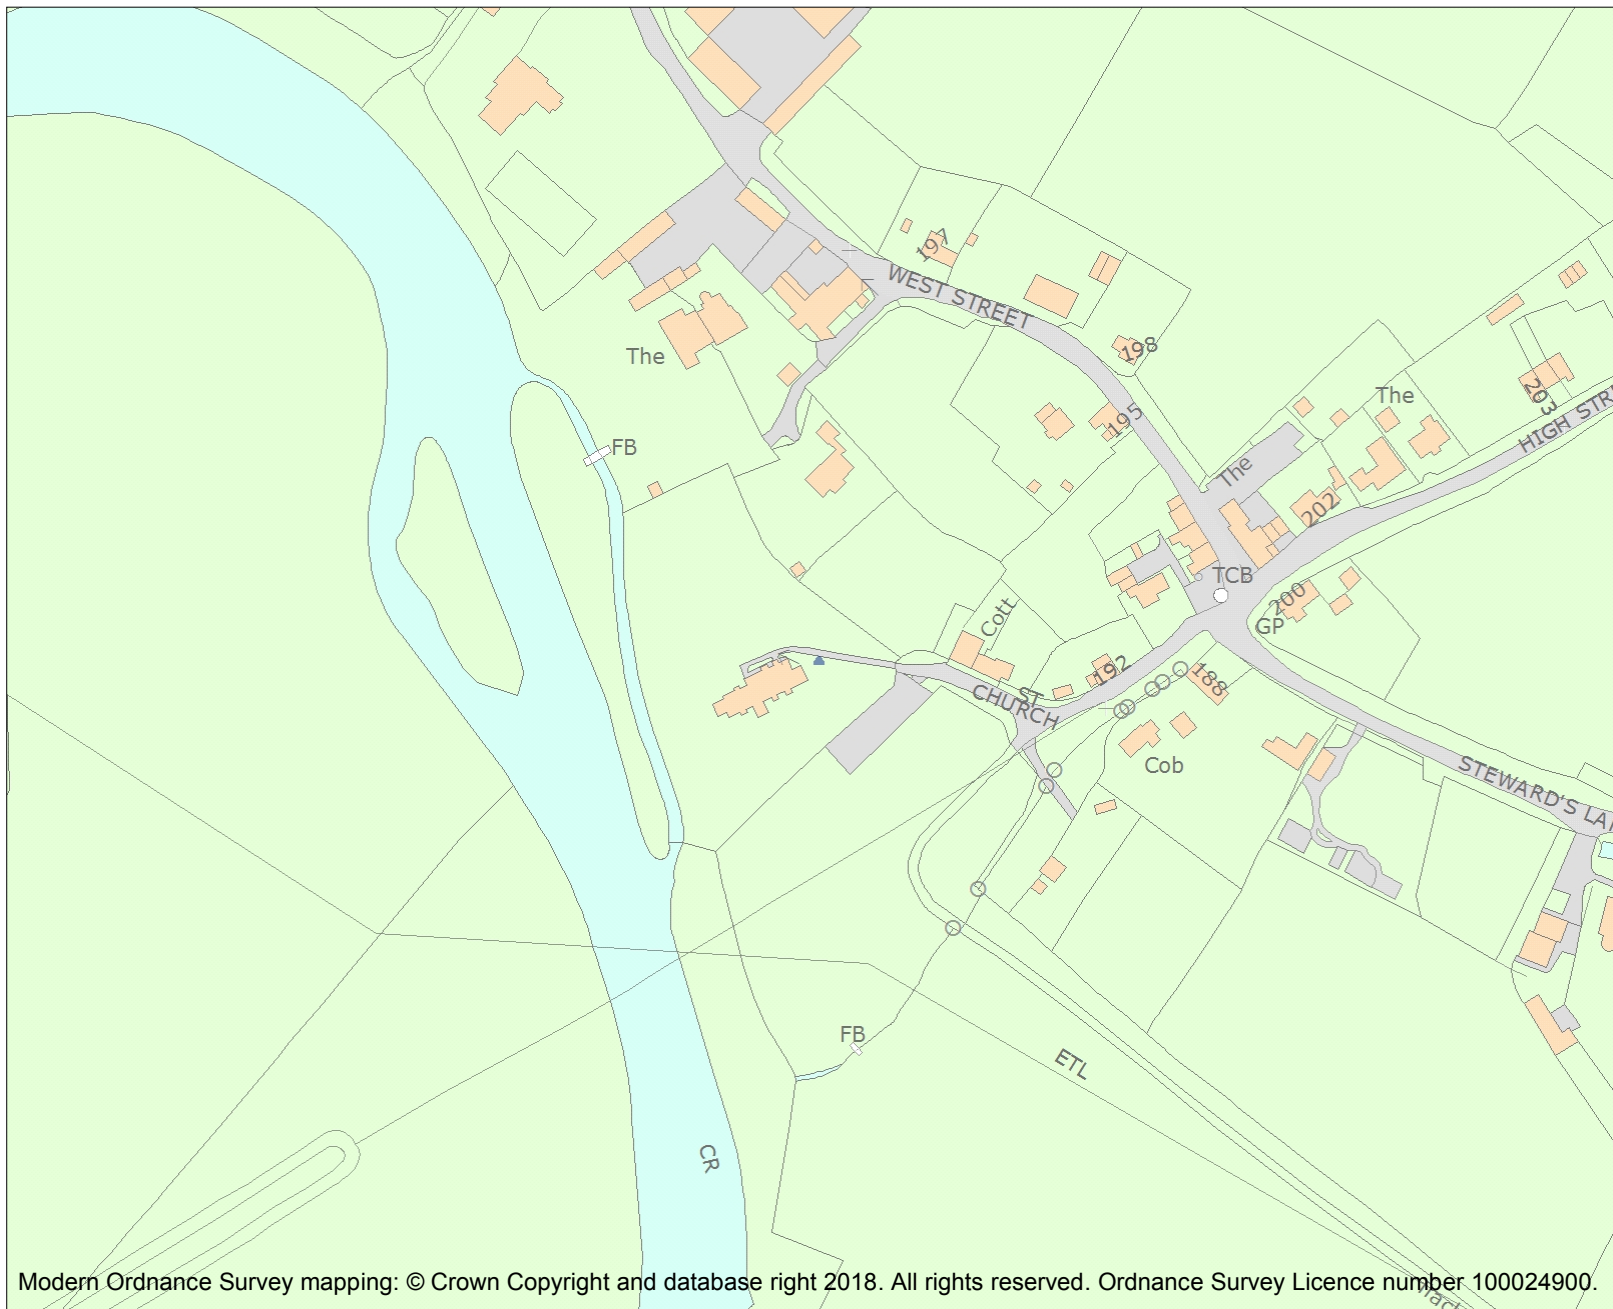 197
WEST STREET
198
The
The
203
195
HIGH STR
FB
The
202
TCB
200
Cott
GP
192
188
ST
CHURCH
Cob
STEWARD'S LA
FB
ETL
CR
Modern Ordnance Survey mapping: © Crown Copyright and database right 2018. All rights reserved. Ordnance Survey Licence number 100024900.